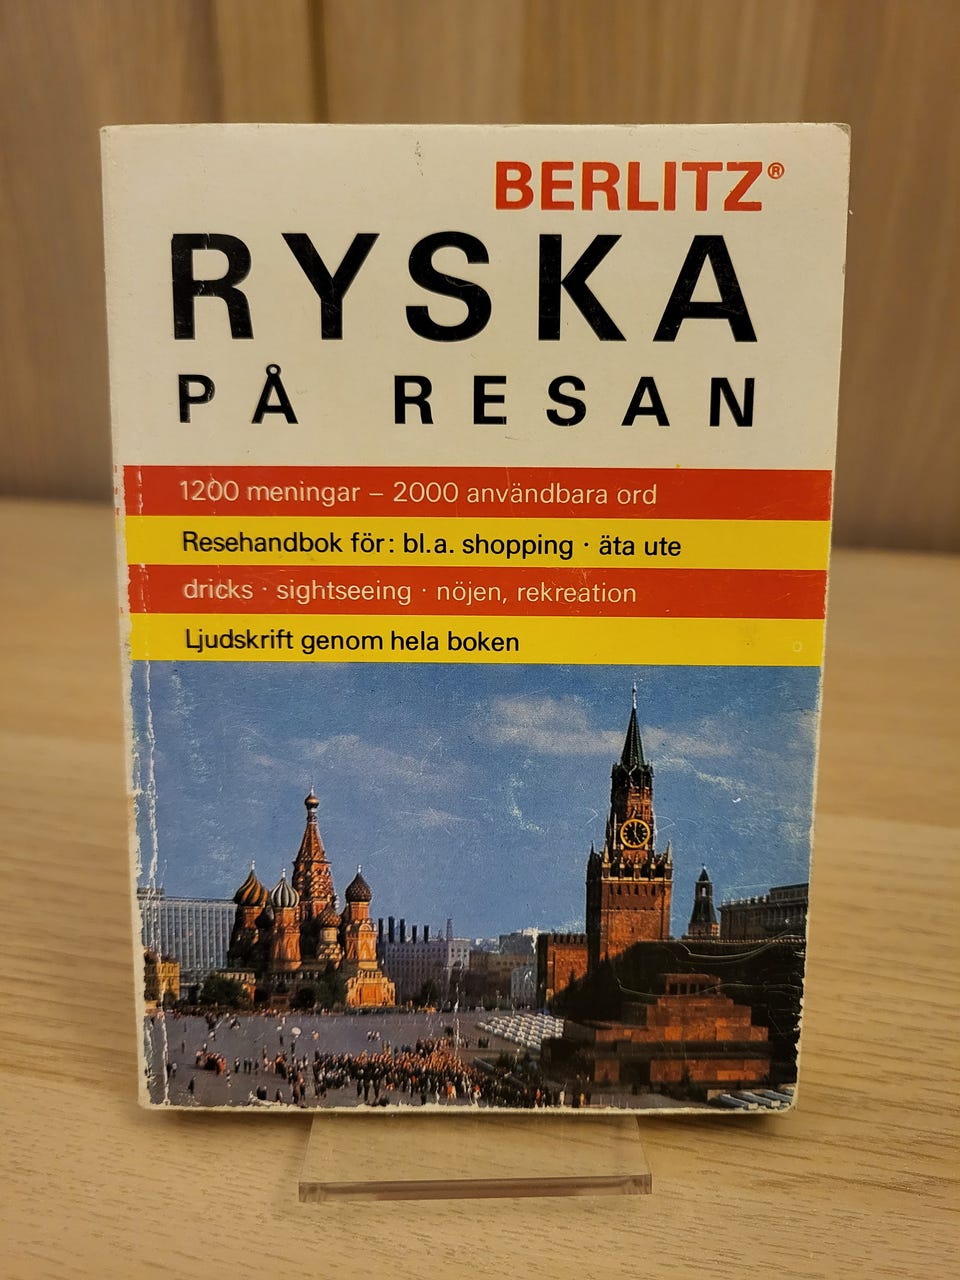 BERLITZ®
RYSKA
PÅ RESAN
1200 meningar – 2000 användbara ord
Resehandbok för: bl.a. shopping · äta ute
dricks · sightseeing · nöjen, rekreation
Ljudskrift genom hela boken